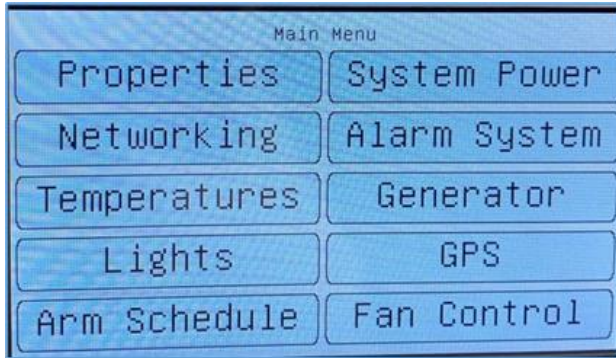 Main Menu
Properties
System Power
Networking
Alarm System
Temperatures
Generator
Lights
GPS
Arm Schedule
Fan Control